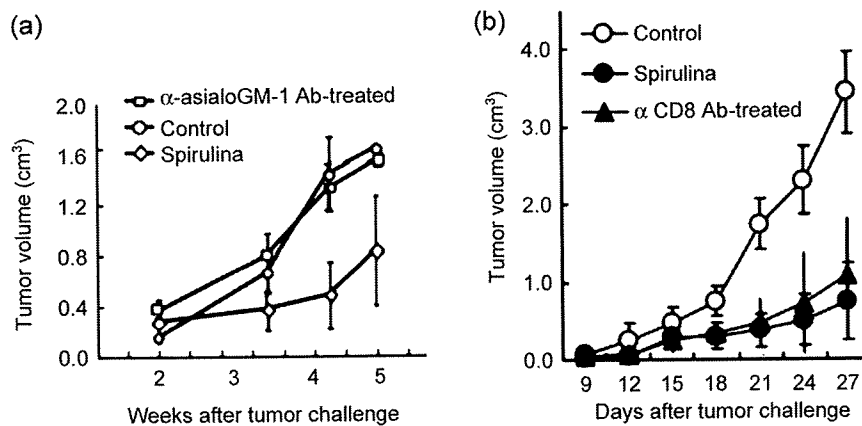 (a)
α-asialoGM-1 Ab-treated
Control
Spirulina
Tumor volume (cm³)
2.0
1.6
1.2
0.8
0.4
0.0
2 3 4 5
Weeks after tumor challenge
(b)
Control
Spirulina
α CD8 Ab-treated
Tumor volume (cm³)
4.0
3.0
2.0
1.0
0.0
9 12 15 18 21 24 27
Days after tumor challenge